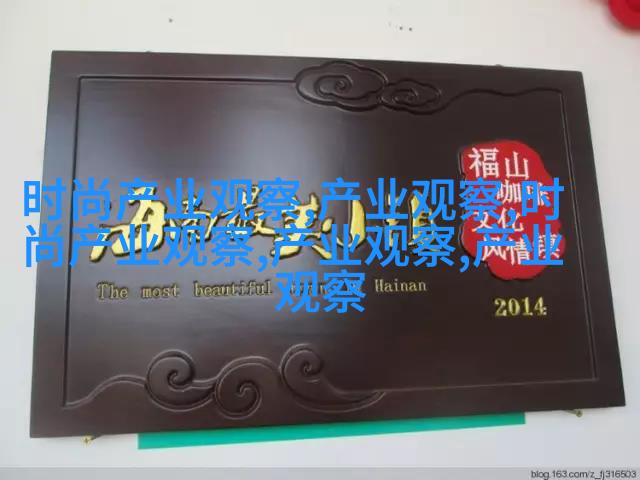 时尚产业观察,产业观察,时
尚产业观察,产业观察,产业
观察
福山
文化
风情镇
The most beautiful Hainan
2014
blog.163.com/z_fj316503